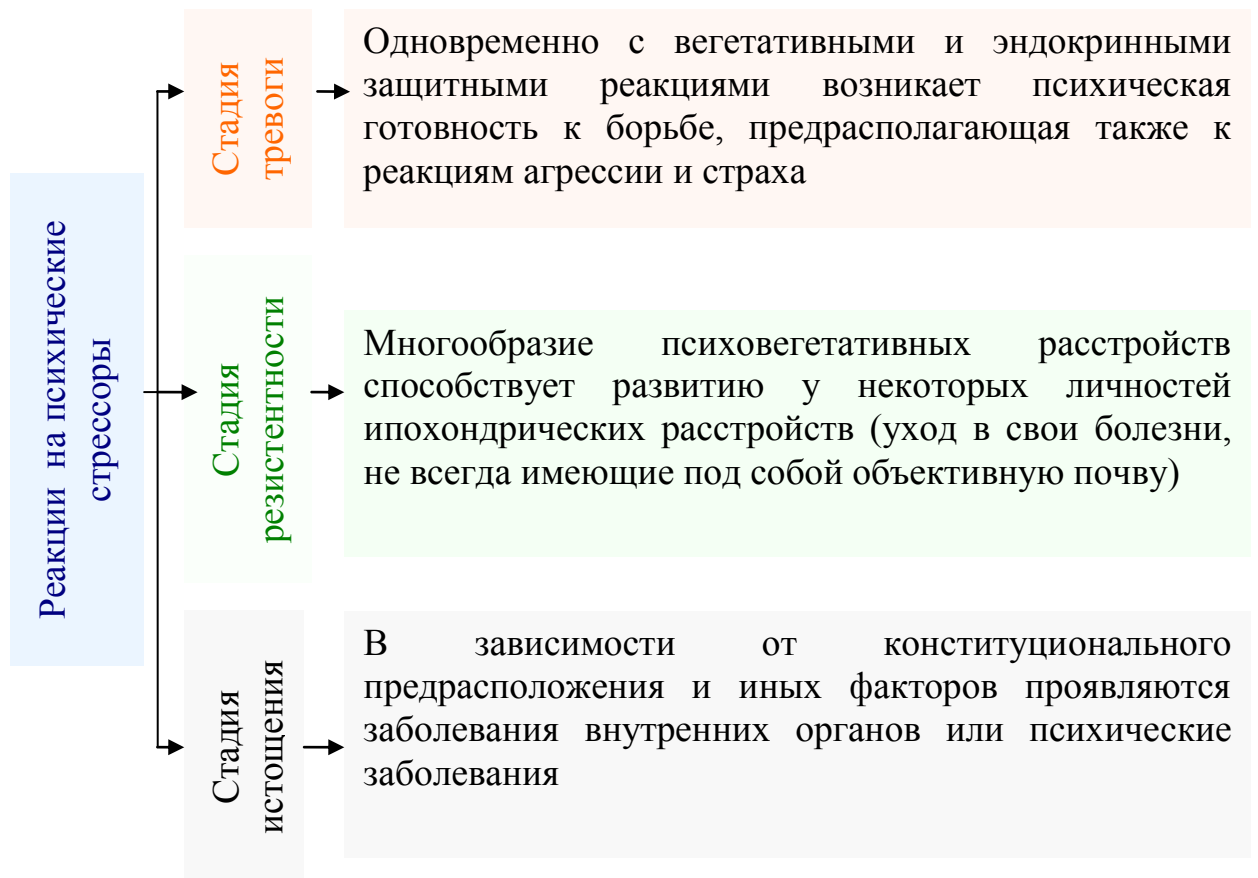 Реакции на психические
стрессоры
Стадия
тревоги
Одновременно с вегетативными и эндокринными
защитными реакциями возникает психическая
готовность к борьбе, предрасполагающая также к
реакциям агрессии и страха
Стадия
резистентности
Многообразие психовегетативных расстройств
способствует развитию у некоторых личностей
ипохондрических расстройств (уход в свои болезни,
не всегда имеющие под собой объективную почву)
Стадия
истощения
В зависимости от конституционального
предрасположения и иных факторов проявляются
заболевания внутренних органов или психические
заболевания